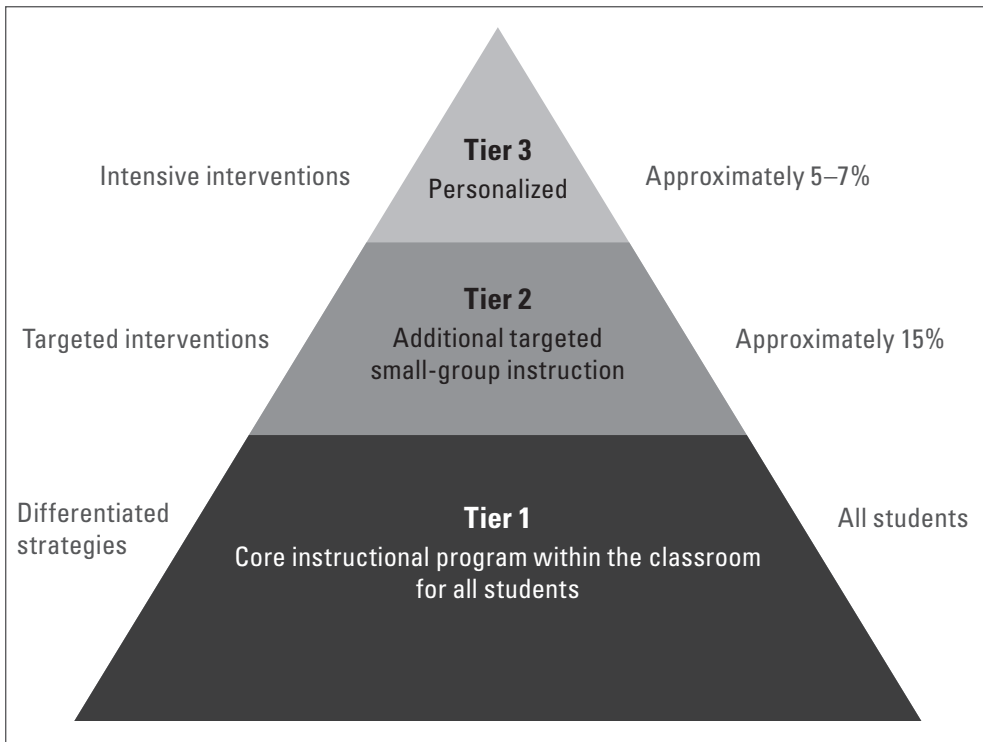 Tier 3
Personalized
Intensive interventions
Approximately 5–7%
Tier 2
Additional targeted
small-group instruction
Targeted interventions
Approximately 15%
Differentiated
strategies
Tier 1
Core instructional program within the classroom
for all students
All students